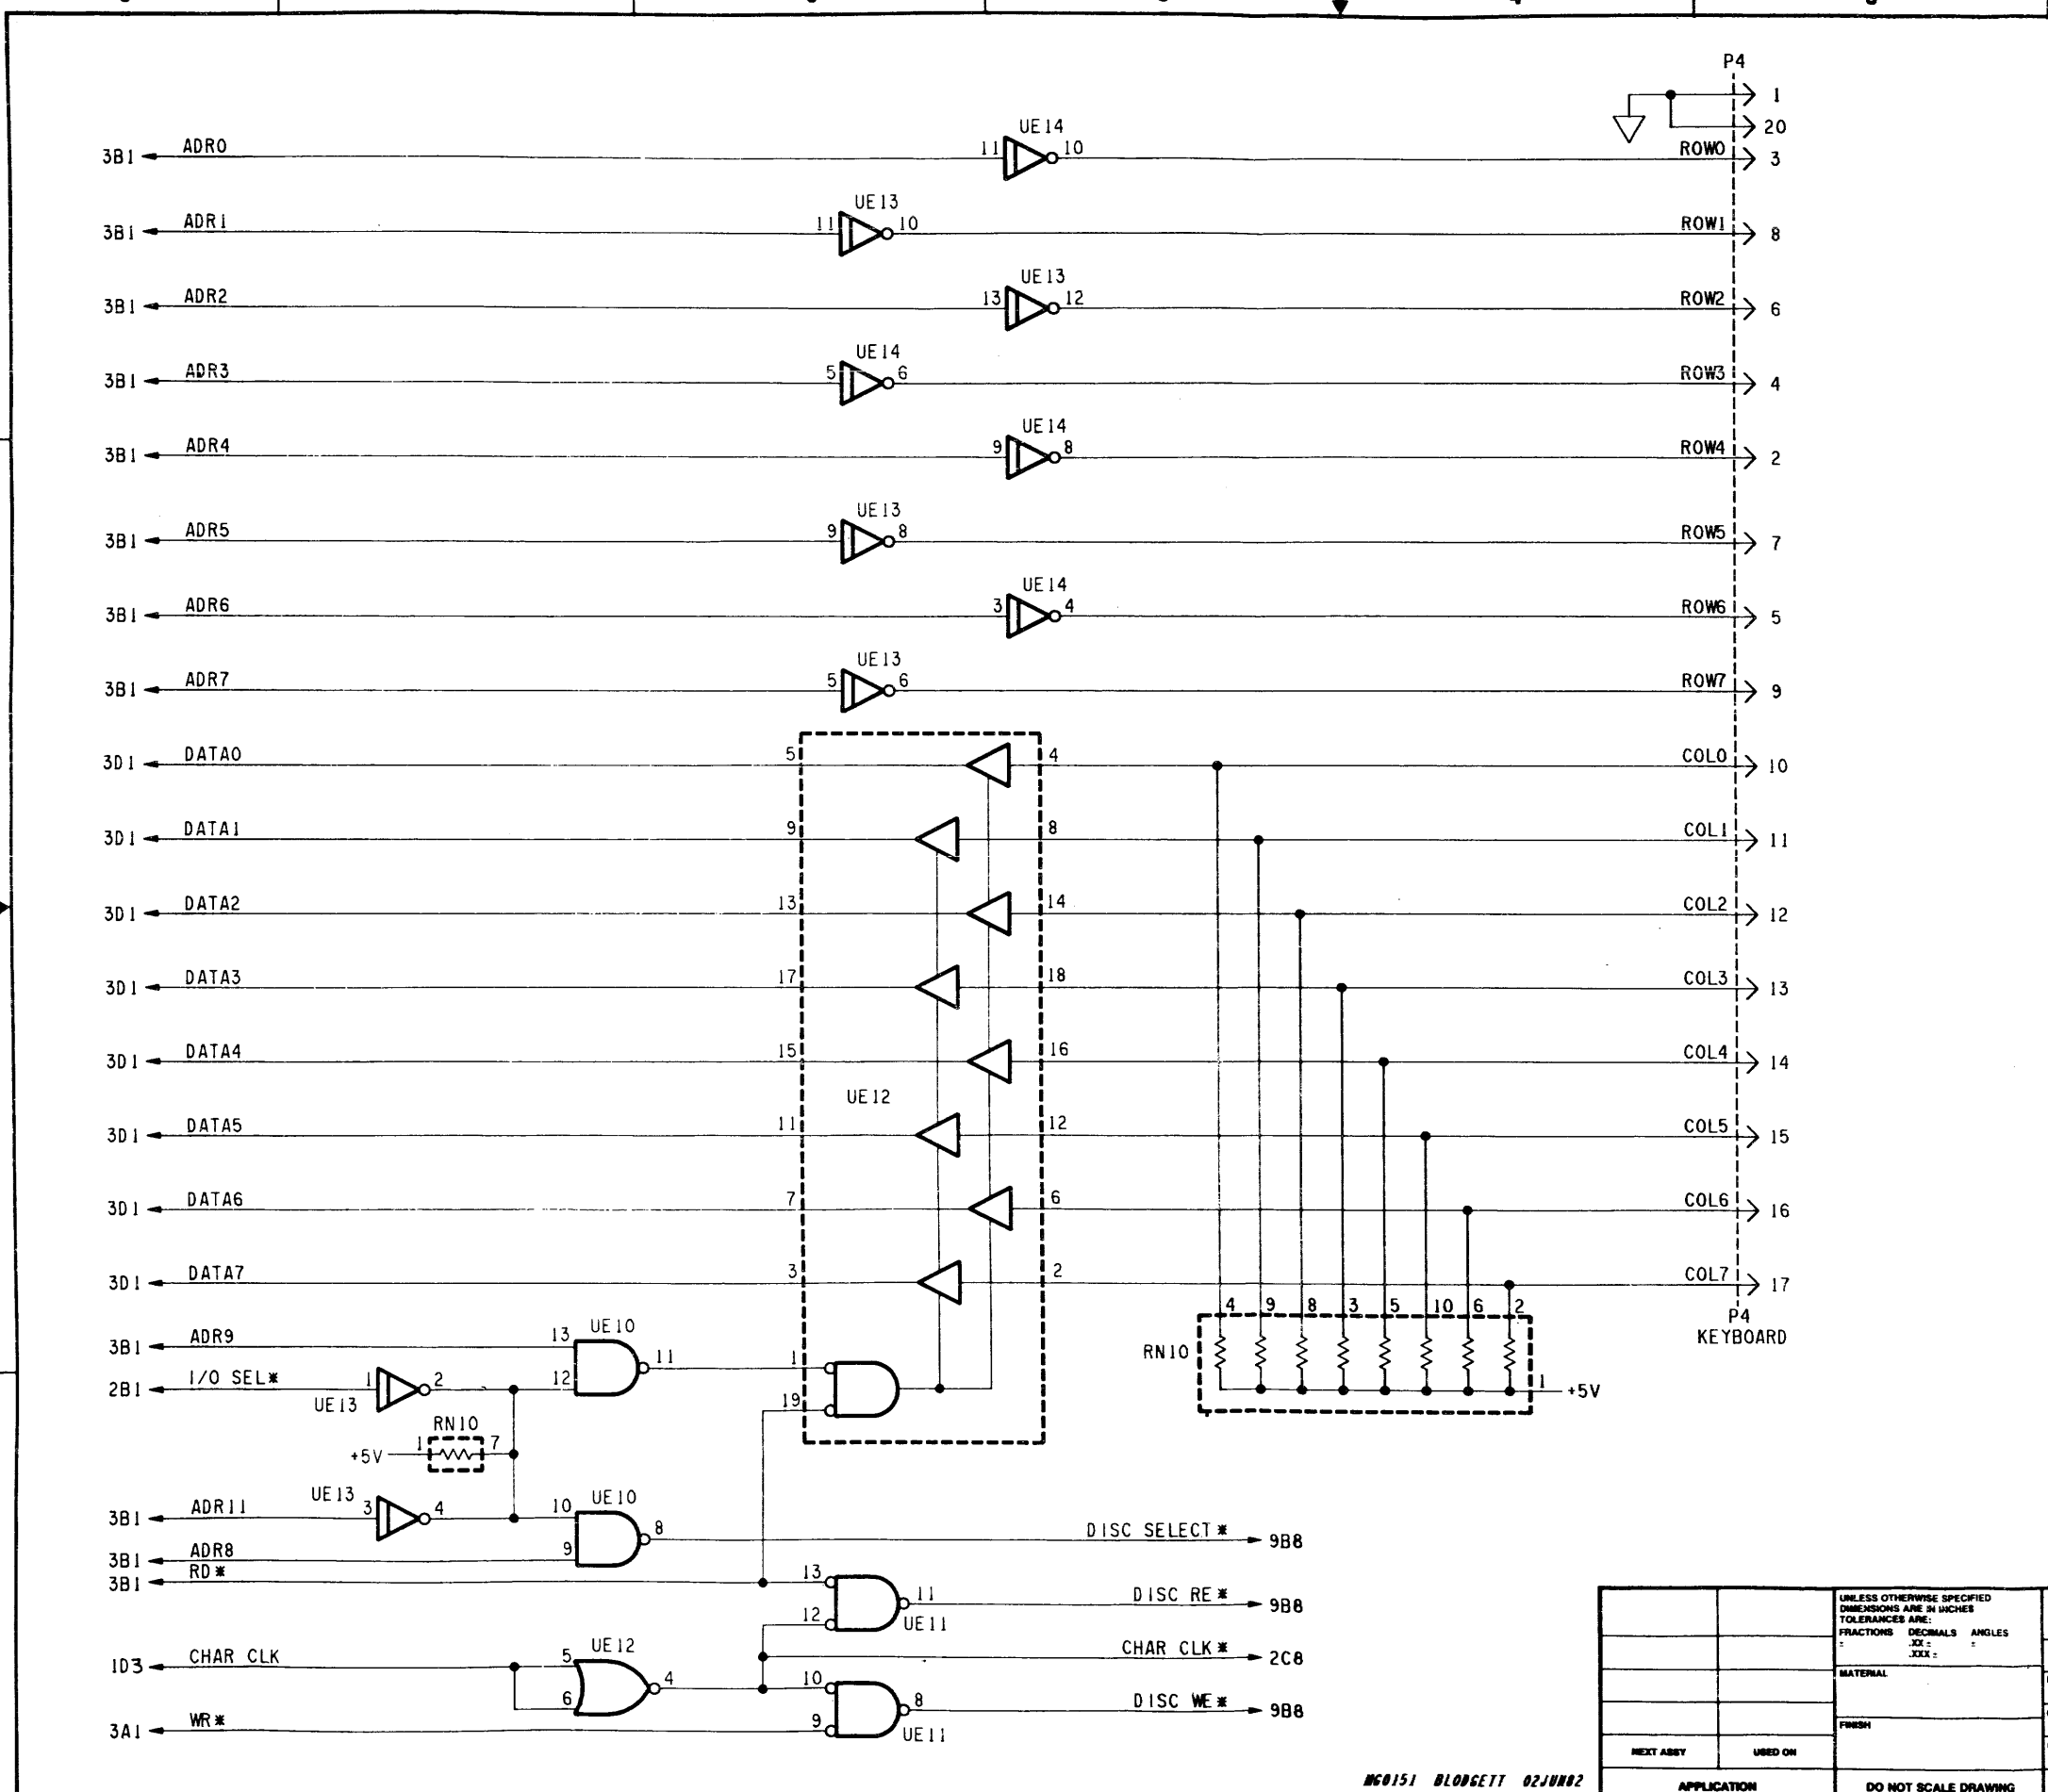 P4
1
20
3B1 ADR0 11 UE14 10 ROW0 3
3B1 ADR1 11 UE13 10 ROW1 8
3B1 ADR2 13 UE13 12 ROW2 6
3B1 ADR3 5 UE14 6 ROW3 4
3B1 ADR4 9 UE14 8 ROW4 2
3B1 ADR5 9 UE13 8 ROW5 7
3B1 ADR6 3 UE14 4 ROW6 5
3B1 ADR7 5 UE13 6 ROW7 9
3D1 DATA0 5 4 COL0 10
3D1 DATA1 9 8 COL1 11
3D1 DATA2 13 14 COL2 12
3D1 DATA3 17 18 COL3 13
3D1 DATA4 15 16 COL4 14
UE12
3D1 DATA5 11 12 COL5 15
3D1 DATA6 7 6 COL6 16
3D1 DATA7 3 2 COL7 17
4 9 8 3 5 10 6 2
P4
KEYBOARD
RN10
1 +5V
3B1 ADR9 13 UE10 11 1
2B1 I/O SEL* 1 2 12
UE13
19
RN10
+5V 1 7
3B1 ADR11 UE13 3 4 10 UE10 8 DISC SELECT* 9B8
3B1 ADR8 9
3B1 RD* 13 11 DISC RE* 9B8
12 UE11
1D3 CHAR CLK 5 UE12 4 CHAR CLK* 2C8
6 10 8 DISC WE* 9B8
3A1 WR* 9 UE11
UNLESS OTHERWISE SPECIFIED
DIMENSIONS ARE IN INCHES
TOLERANCES ARE:
FRACTIONS DECIMALS ANGLES
.XX ±
.XXX ±
MATERIAL
FINISH
NEXT ASSY USED ON
APPLICATION DO NOT SCALE DRAWING
MG0151 BLODGETT 02JUN82